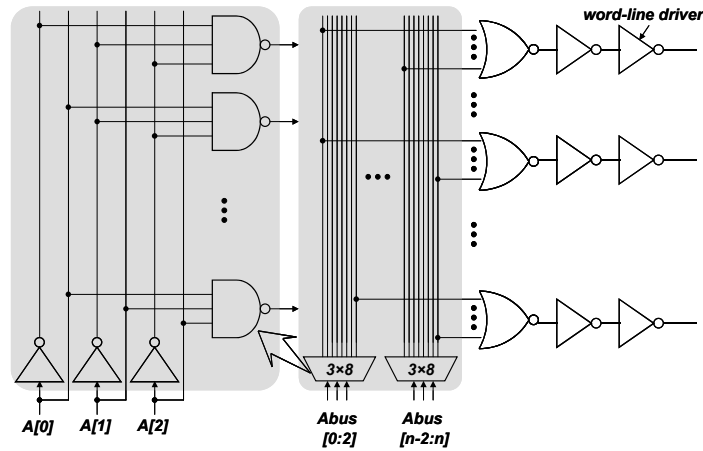 word-line driver
3×8
3×8
A[0]
A[1]
A[2]
Abus
[0:2]
Abus
[n-2:n]